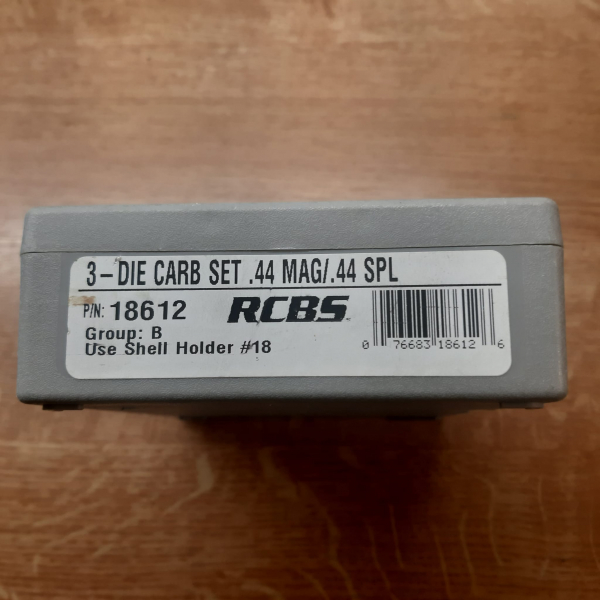 3-DIE CARB SET .44 MAG/.44 SPL
P/N: 18612 RCBS
Group: B
Use Shell Holder #18
0 76683 18612 6